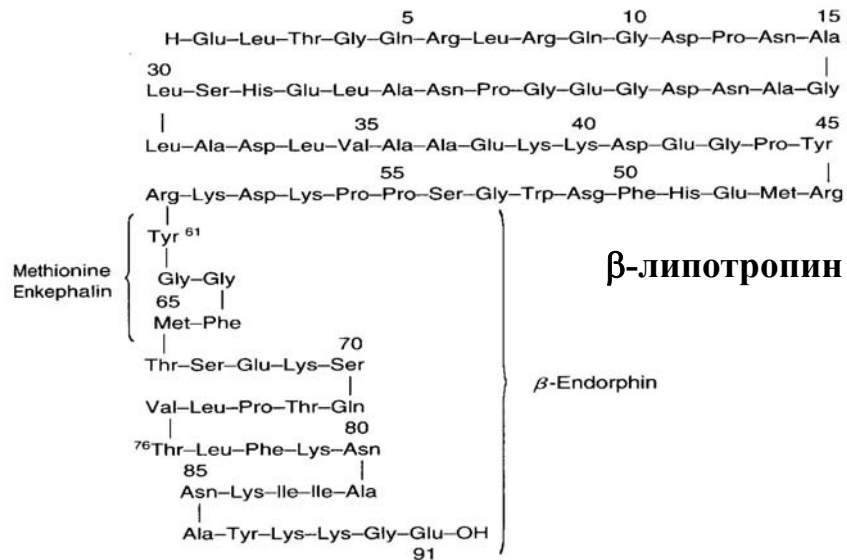 5 10 15
H–Glu–Leu–Thr–Gly–Gln–Arg–Leu–Arg–Gln–Gly–Asp–Pro–Asn–Ala
30
Leu–Ser–His–Glu–Leu–Ala–Asn–Pro–Gly–Glu–Gly–Asp–Asn–Ala–Gly
35 40 45
Leu–Ala–Asp–Leu–Val–Ala–Ala–Glu–Lys–Lys–Asp–Glu–Gly–Pro–Tyr
55 50
Arg–Lys–Asp–Lys–Pro–Pro–Ser–Gly–Trp–Asg–Phe–His–Glu–Met–Arg
Tyr 61
Methionine
Enkephalin
Gly–Gly
65
Met–Phe
β-липотропин
70
Thr–Ser–Glu–Lys–Ser
β-Endorphin
Val–Leu–Pro–Thr–Gln
80
76Thr–Leu–Phe–Lys–Asn
85
Asn–Lys–Ile–Ile–Ala
Ala–Tyr–Lys–Lys–Gly–Glu–OH
91